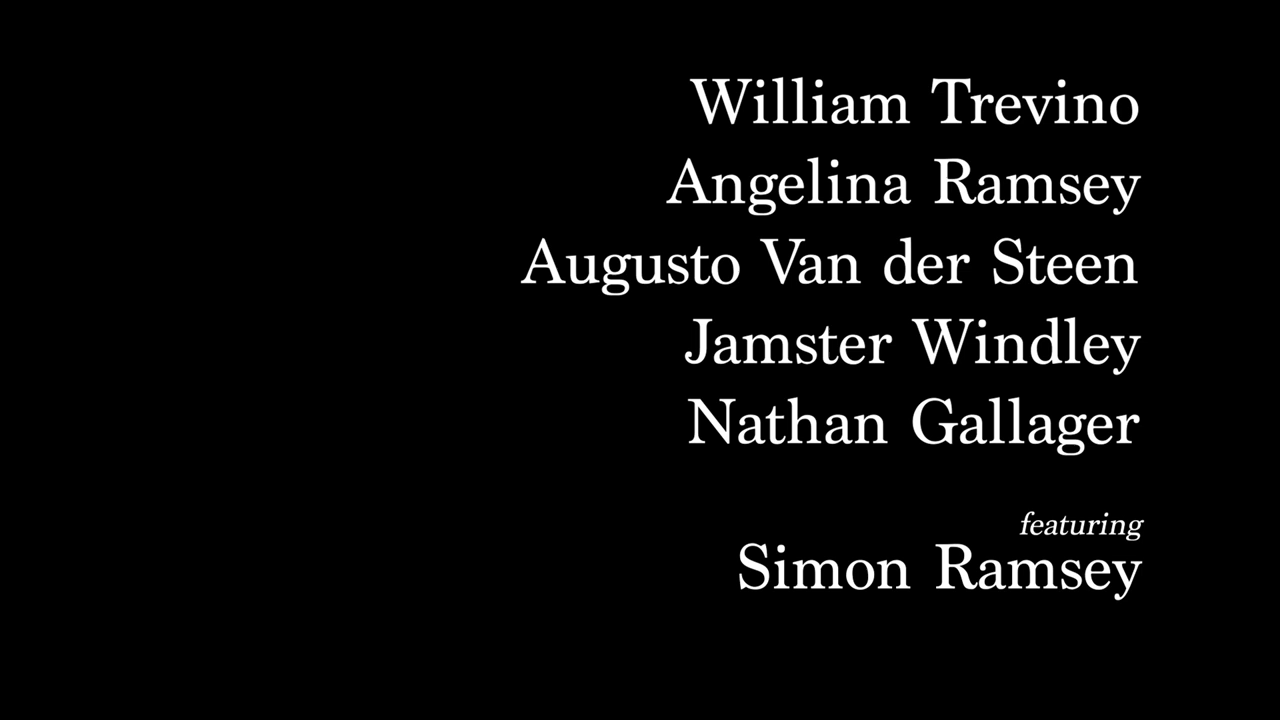 William Trevino
Angelina Ramsey
Augusto Van der Steen
Jamster Windley
Nathan Gallager
featuring
Simon Ramsey